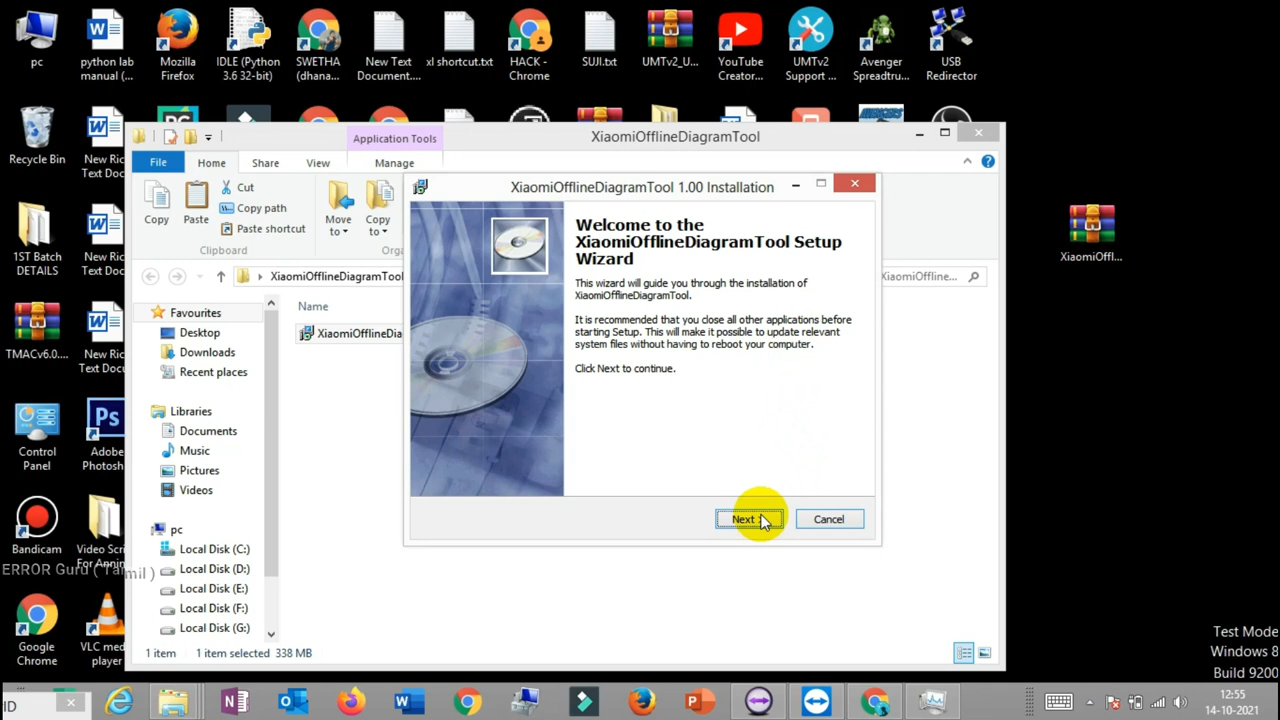 pc
python lab
manual (...
Mozilla
Firefox
IDLE (Python
3.6 32-bit)
SWETHA
(dhana...
New Text
Document....
xl shortcut.txt
HACK -
Chrome
SUJI.txt
UMTv2_U...
YouTube
Creator...
UMTv2
Support ...
Avenger
Spreadtru...
USB
Redirector
Recycle Bin
New Ric
Text Doc
1ST Batch
DETAILS
New Ric
Text Doc
TMACv6.0....
New Ric
Text Docu
Control
Panel
Ps
Adobe
Photosh
Bandicam
Video Scri
For Annin
ERROR Guru ( Tamil )
Google
Chrome
VLC med
player
XiaomiOffl...
Application Tools
XiaomiOfflineDiagramTool
File
Home
Share
View
Manage
Copy
Paste
Cut
Copy path
Paste shortcut
Clipboard
Move
to
Copy
to
Orga
XiaomiOfflineDiagramTool
XiaomiOffline...
Favourites
Desktop
Downloads
Recent places
Libraries
Documents
Music
Pictures
Videos
pc
Local Disk (C:)
Local Disk (D:)
Local Disk (E:)
Local Disk (F:)
Local Disk (G:)
Name
XiaomiOfflineDia
1 item
1 item selected
338 MB
XiaomiOfflineDiagramTool 1.00 Installation
Welcome to the
XiaomiOfflineDiagramTool Setup
Wizard
This wizard will guide you through the installation of
XiaomiOfflineDiagramTool.
It is recommended that you close all other applications before
starting Setup. This will make it possible to update relevant
system files without having to reboot your computer.
Click Next to continue.
Next >
Cancel
Test Mode
Windows 8
Build 9200
ID
12:55
14-10-2021